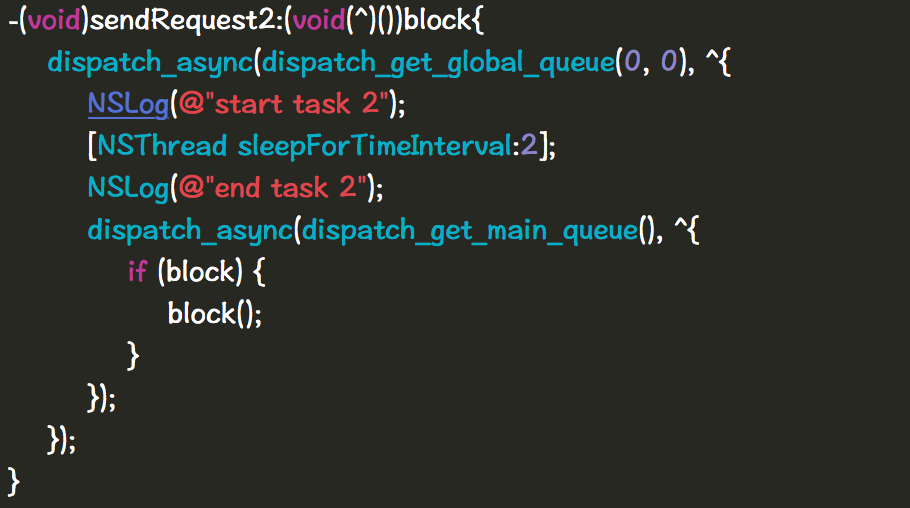 -(void)sendRequest2:(void(^)())block{
    dispatch_async(dispatch_get_global_queue(0, 0), ^{
        NSLog(@"start task 2");
        [NSThread sleepForTimeInterval:2];
        NSLog(@"end task 2");
        dispatch_async(dispatch_get_main_queue(), ^{
            if (block) {
                block();
            }
        });
    });
}